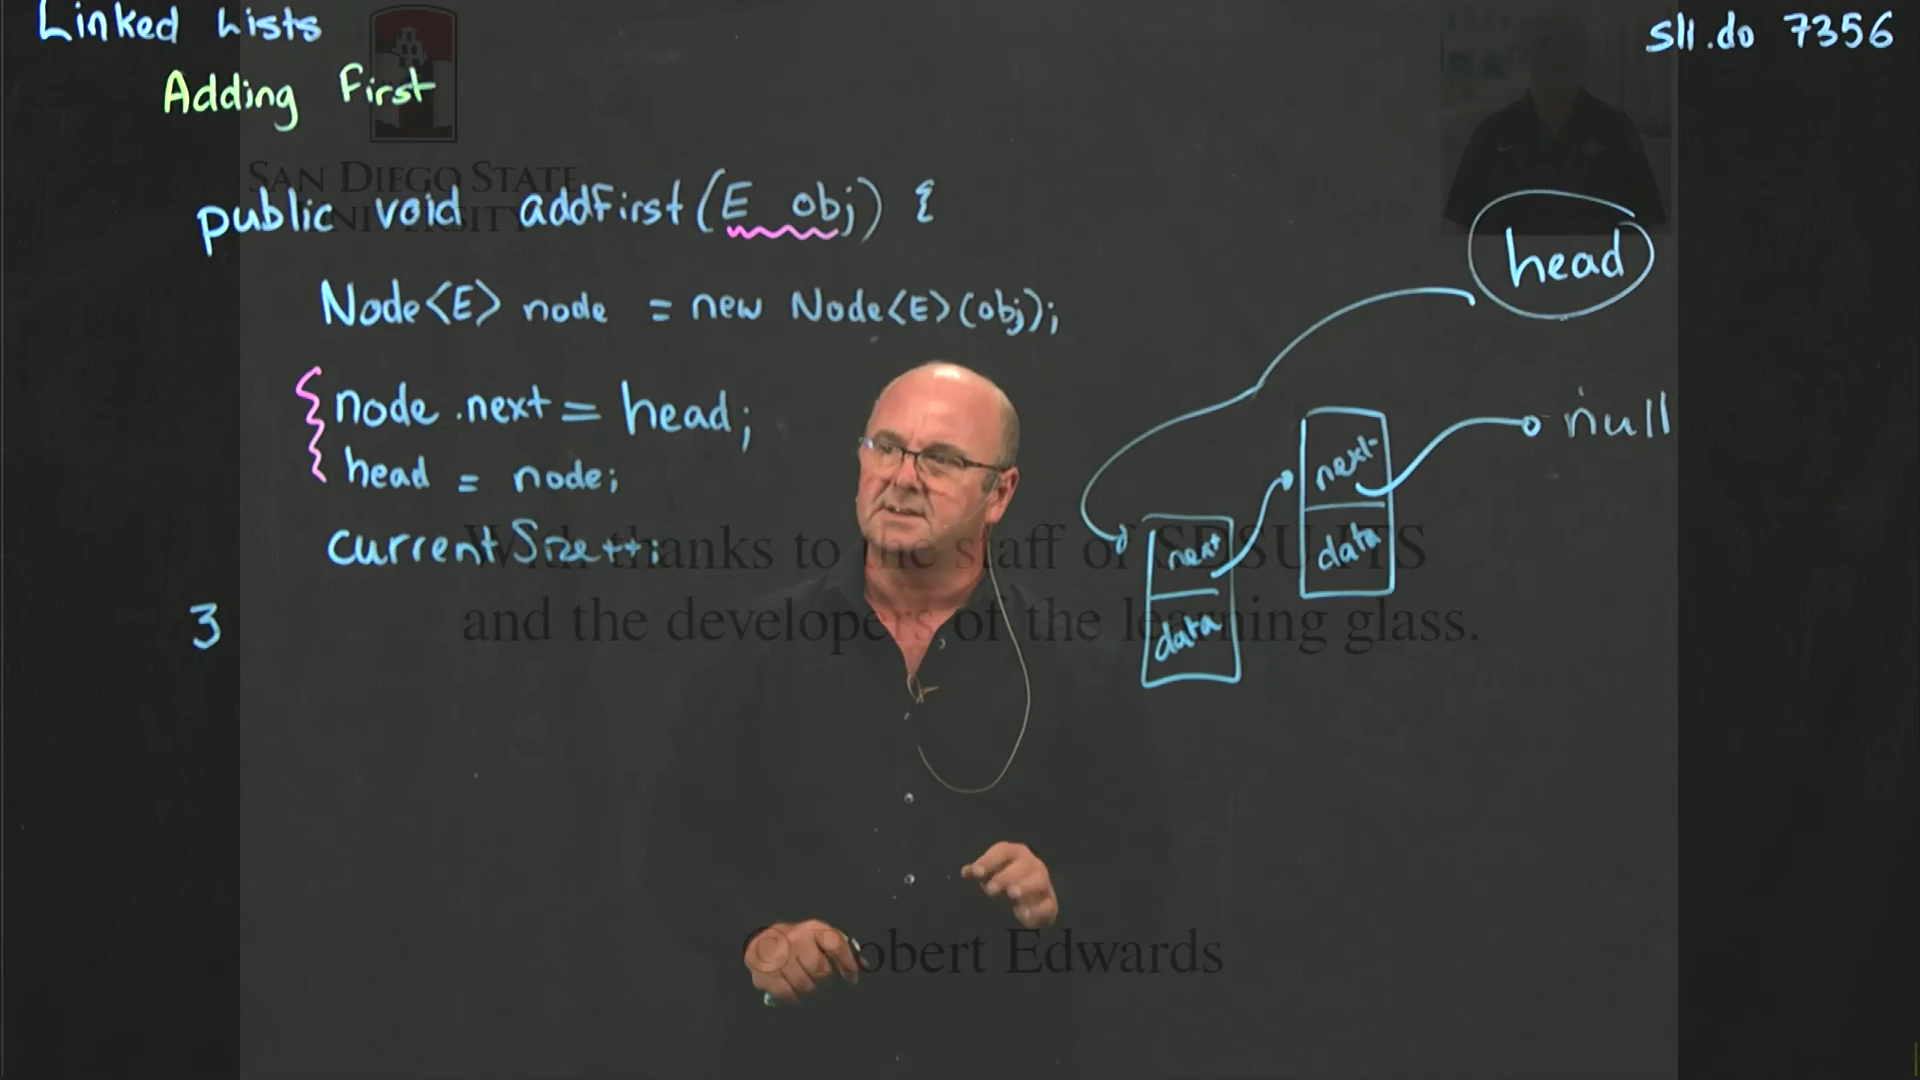 Linked Lists
sli.do 7356
Adding First
SAN DIEGO STATE
UNIVERSITY
public void addFirst(E obj) {
head
Node<E> node = new Node<E>(obj);
node.next = head;
null
head = node;
next
data
currentSize++;
next
data
}
With thanks to the staff of SDSU ITS
and the developers of the learning glass.
© Robert Edwards